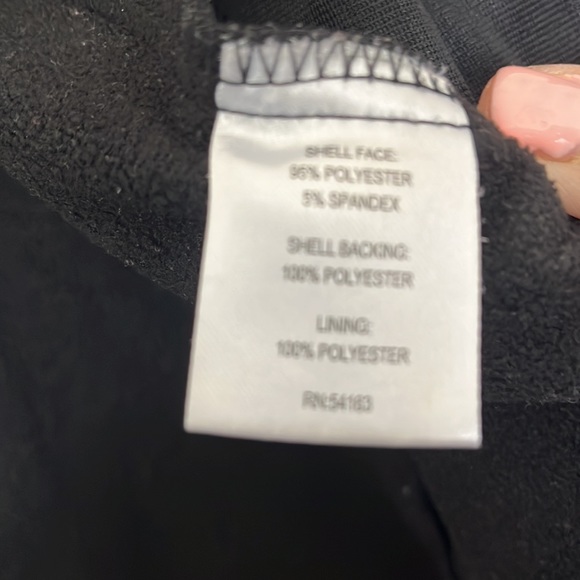 SHELL FACE:
95% POLYESTER
5% SPANDEX
SHELL BACKING:
100% POLYESTER
LINING:
100% POLYESTER
RN:54163